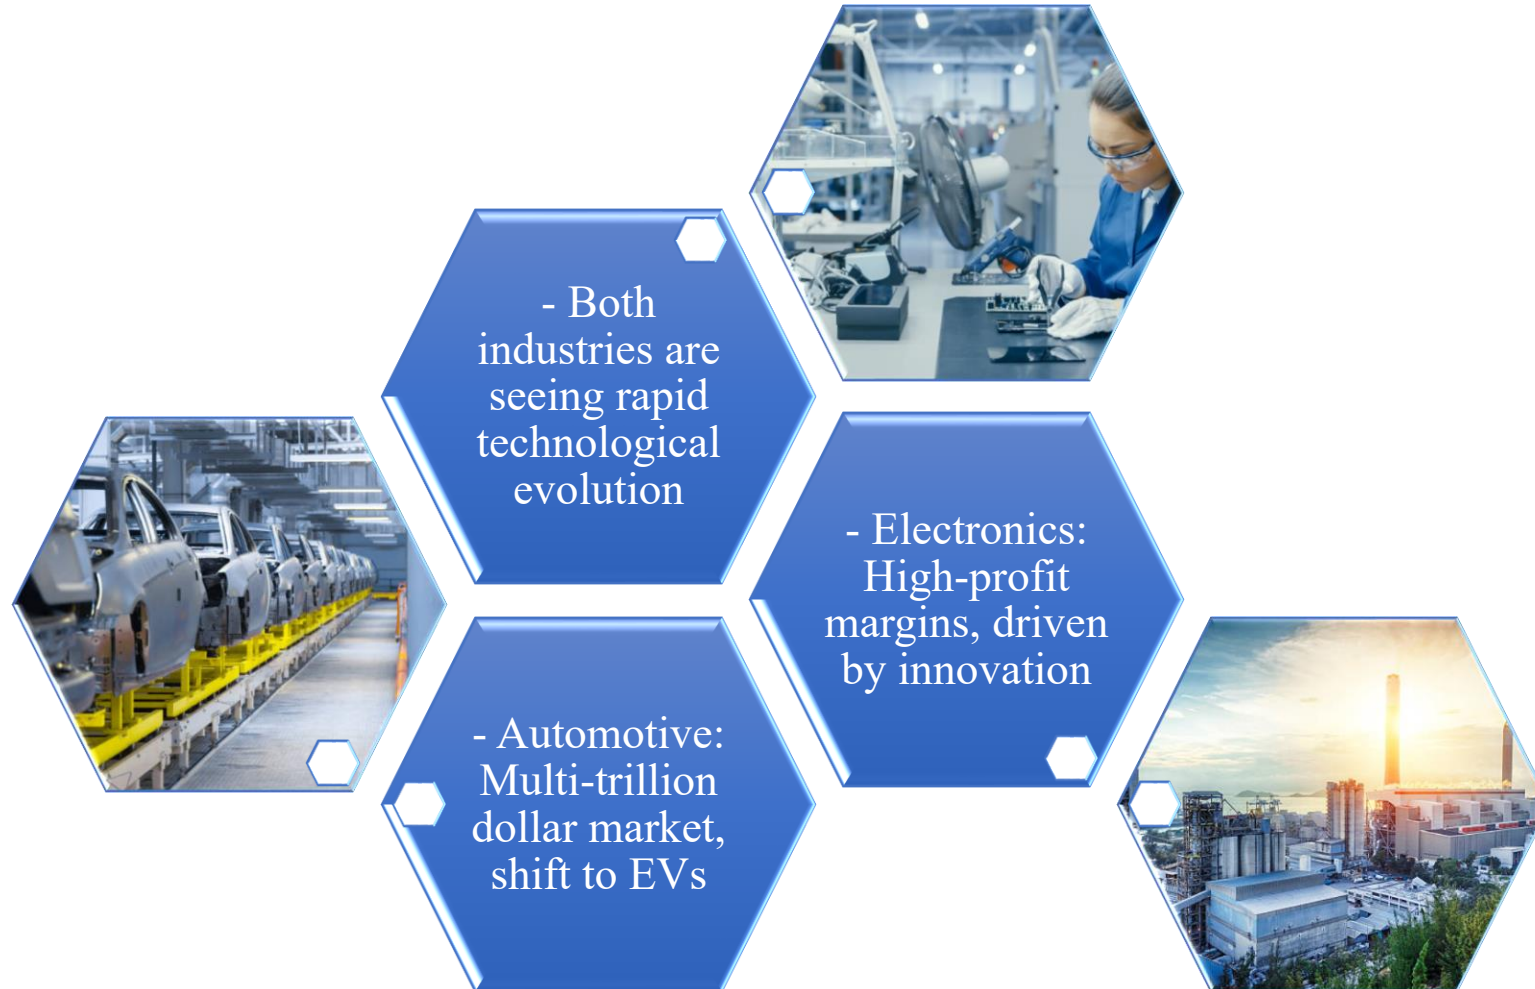 - Both
industries are
seeing rapid
technological
evolution
- Electronics:
High-profit
margins, driven
by innovation
- Automotive:
Multi-trillion
dollar market,
shift to EVs